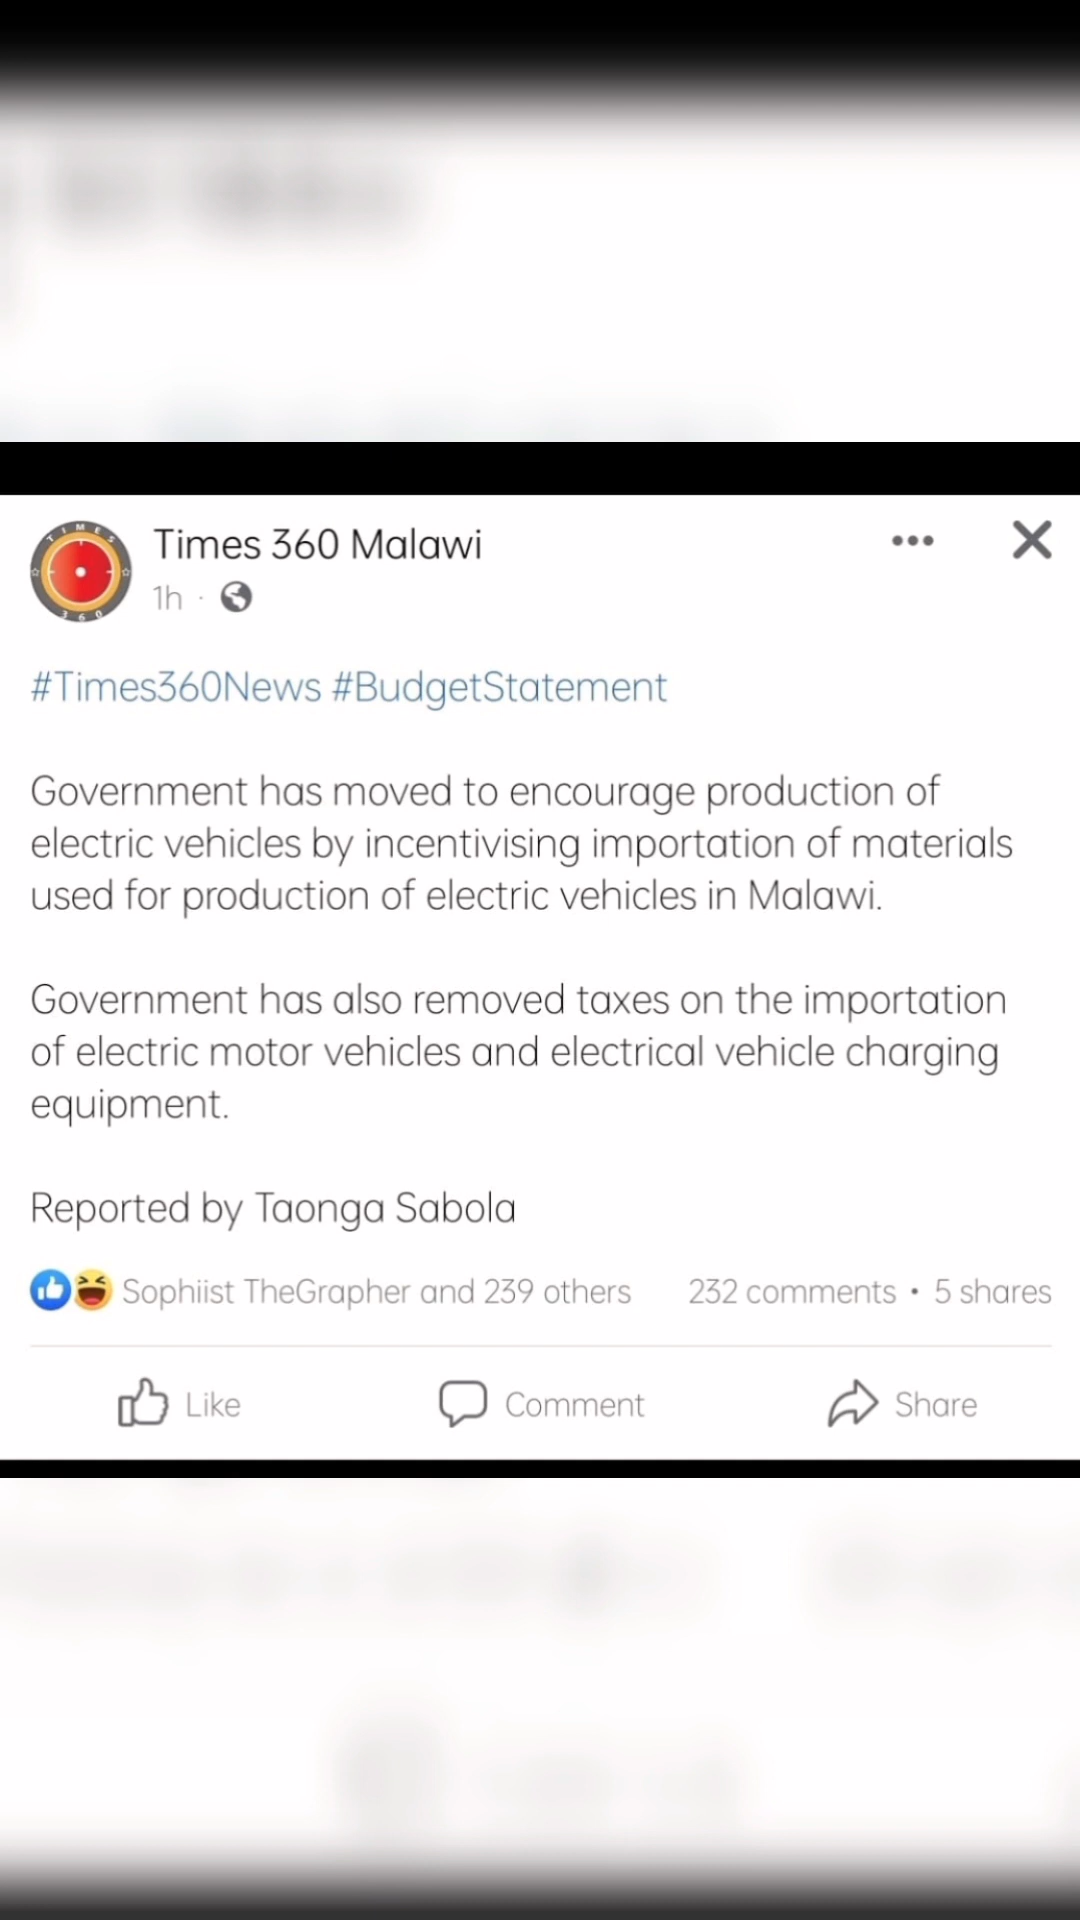 TIMES
360
Times 360 Malawi
1h ·
#Times360News #BudgetStatement
Government has moved to encourage production of
electric vehicles by incentivising importation of materials
used for production of electric vehicles in Malawi.
Government has also removed taxes on the importation
of electric motor vehicles and electrical vehicle charging
equipment.
Reported by Taonga Sabola
Sophiist TheGrapher and 239 others 232 comments • 5 shares
Like Comment Share